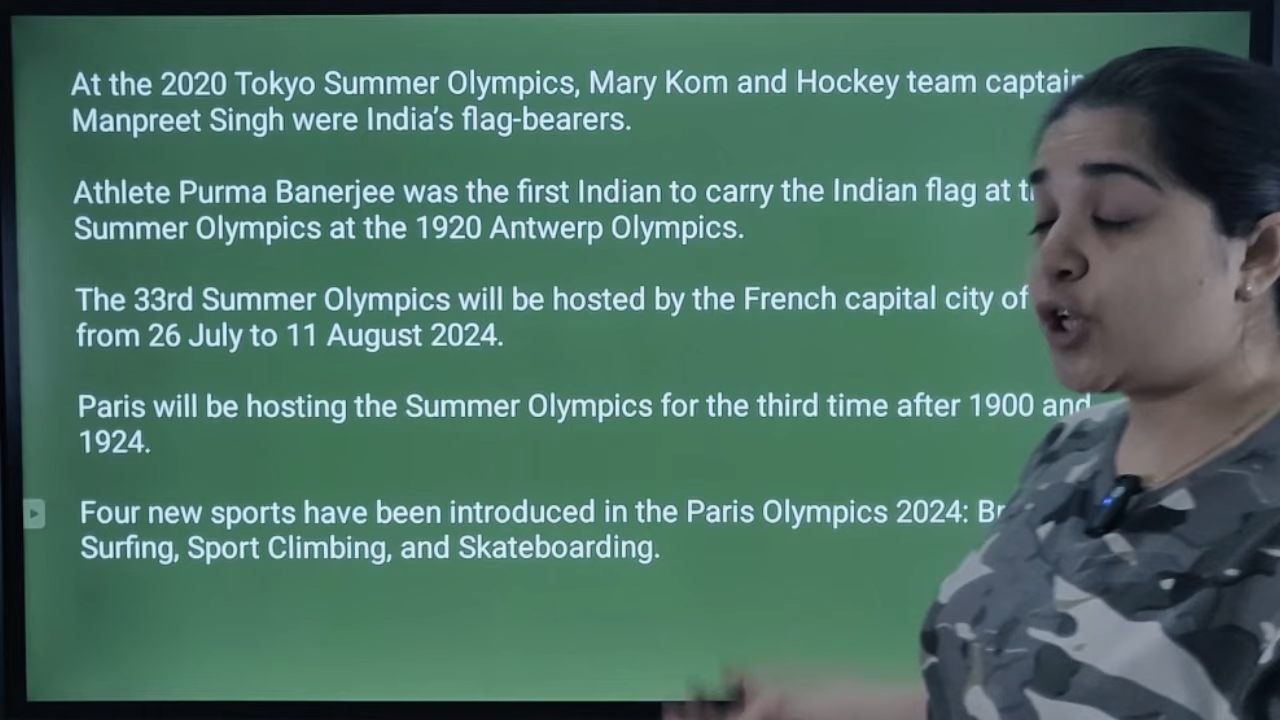 At the 2020 Tokyo Summer Olympics, Mary Kom and Hockey team captain
Manpreet Singh were India's flag-bearers.
Athlete Purma Banerjee was the first Indian to carry the Indian flag at
Summer Olympics at the 1920 Antwerp Olympics.
The 33rd Summer Olympics will be hosted by the French capital city of
from 26 July to 11 August 2024.
Paris will be hosting the Summer Olympics for the third time after 1900 and
1924.
Four new sports have been introduced in the Paris Olympics 2024:
Surfing, Sport Climbing, and Skateboarding.